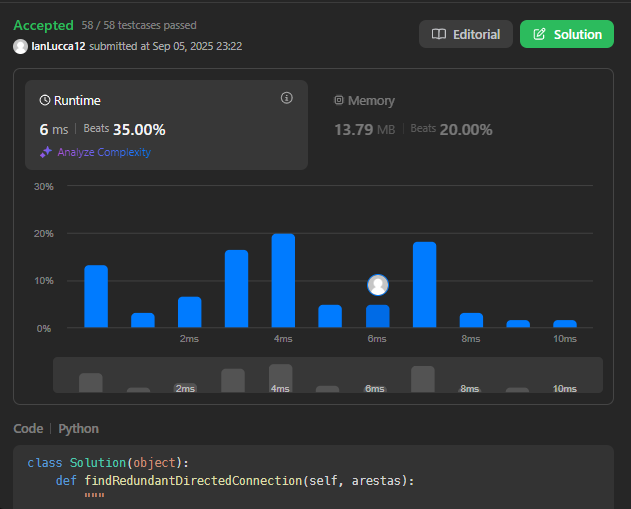 Accepted 58 / 58 testcases passed
IanLucca12 submitted at Sep 05, 2025 23:22
Editorial
Solution
Runtime
6 ms | Beats 35.00%
Analyze Complexity
Memory
13.79 MB | Beats 20.00%
30%
20%
10%
0%
2ms 4ms 6ms 8ms 10ms
2ms 4ms 6ms 8ms 10ms
Code | Python
class Solution(object):
def findRedundantDirectedConnection(self, arestas):
"""